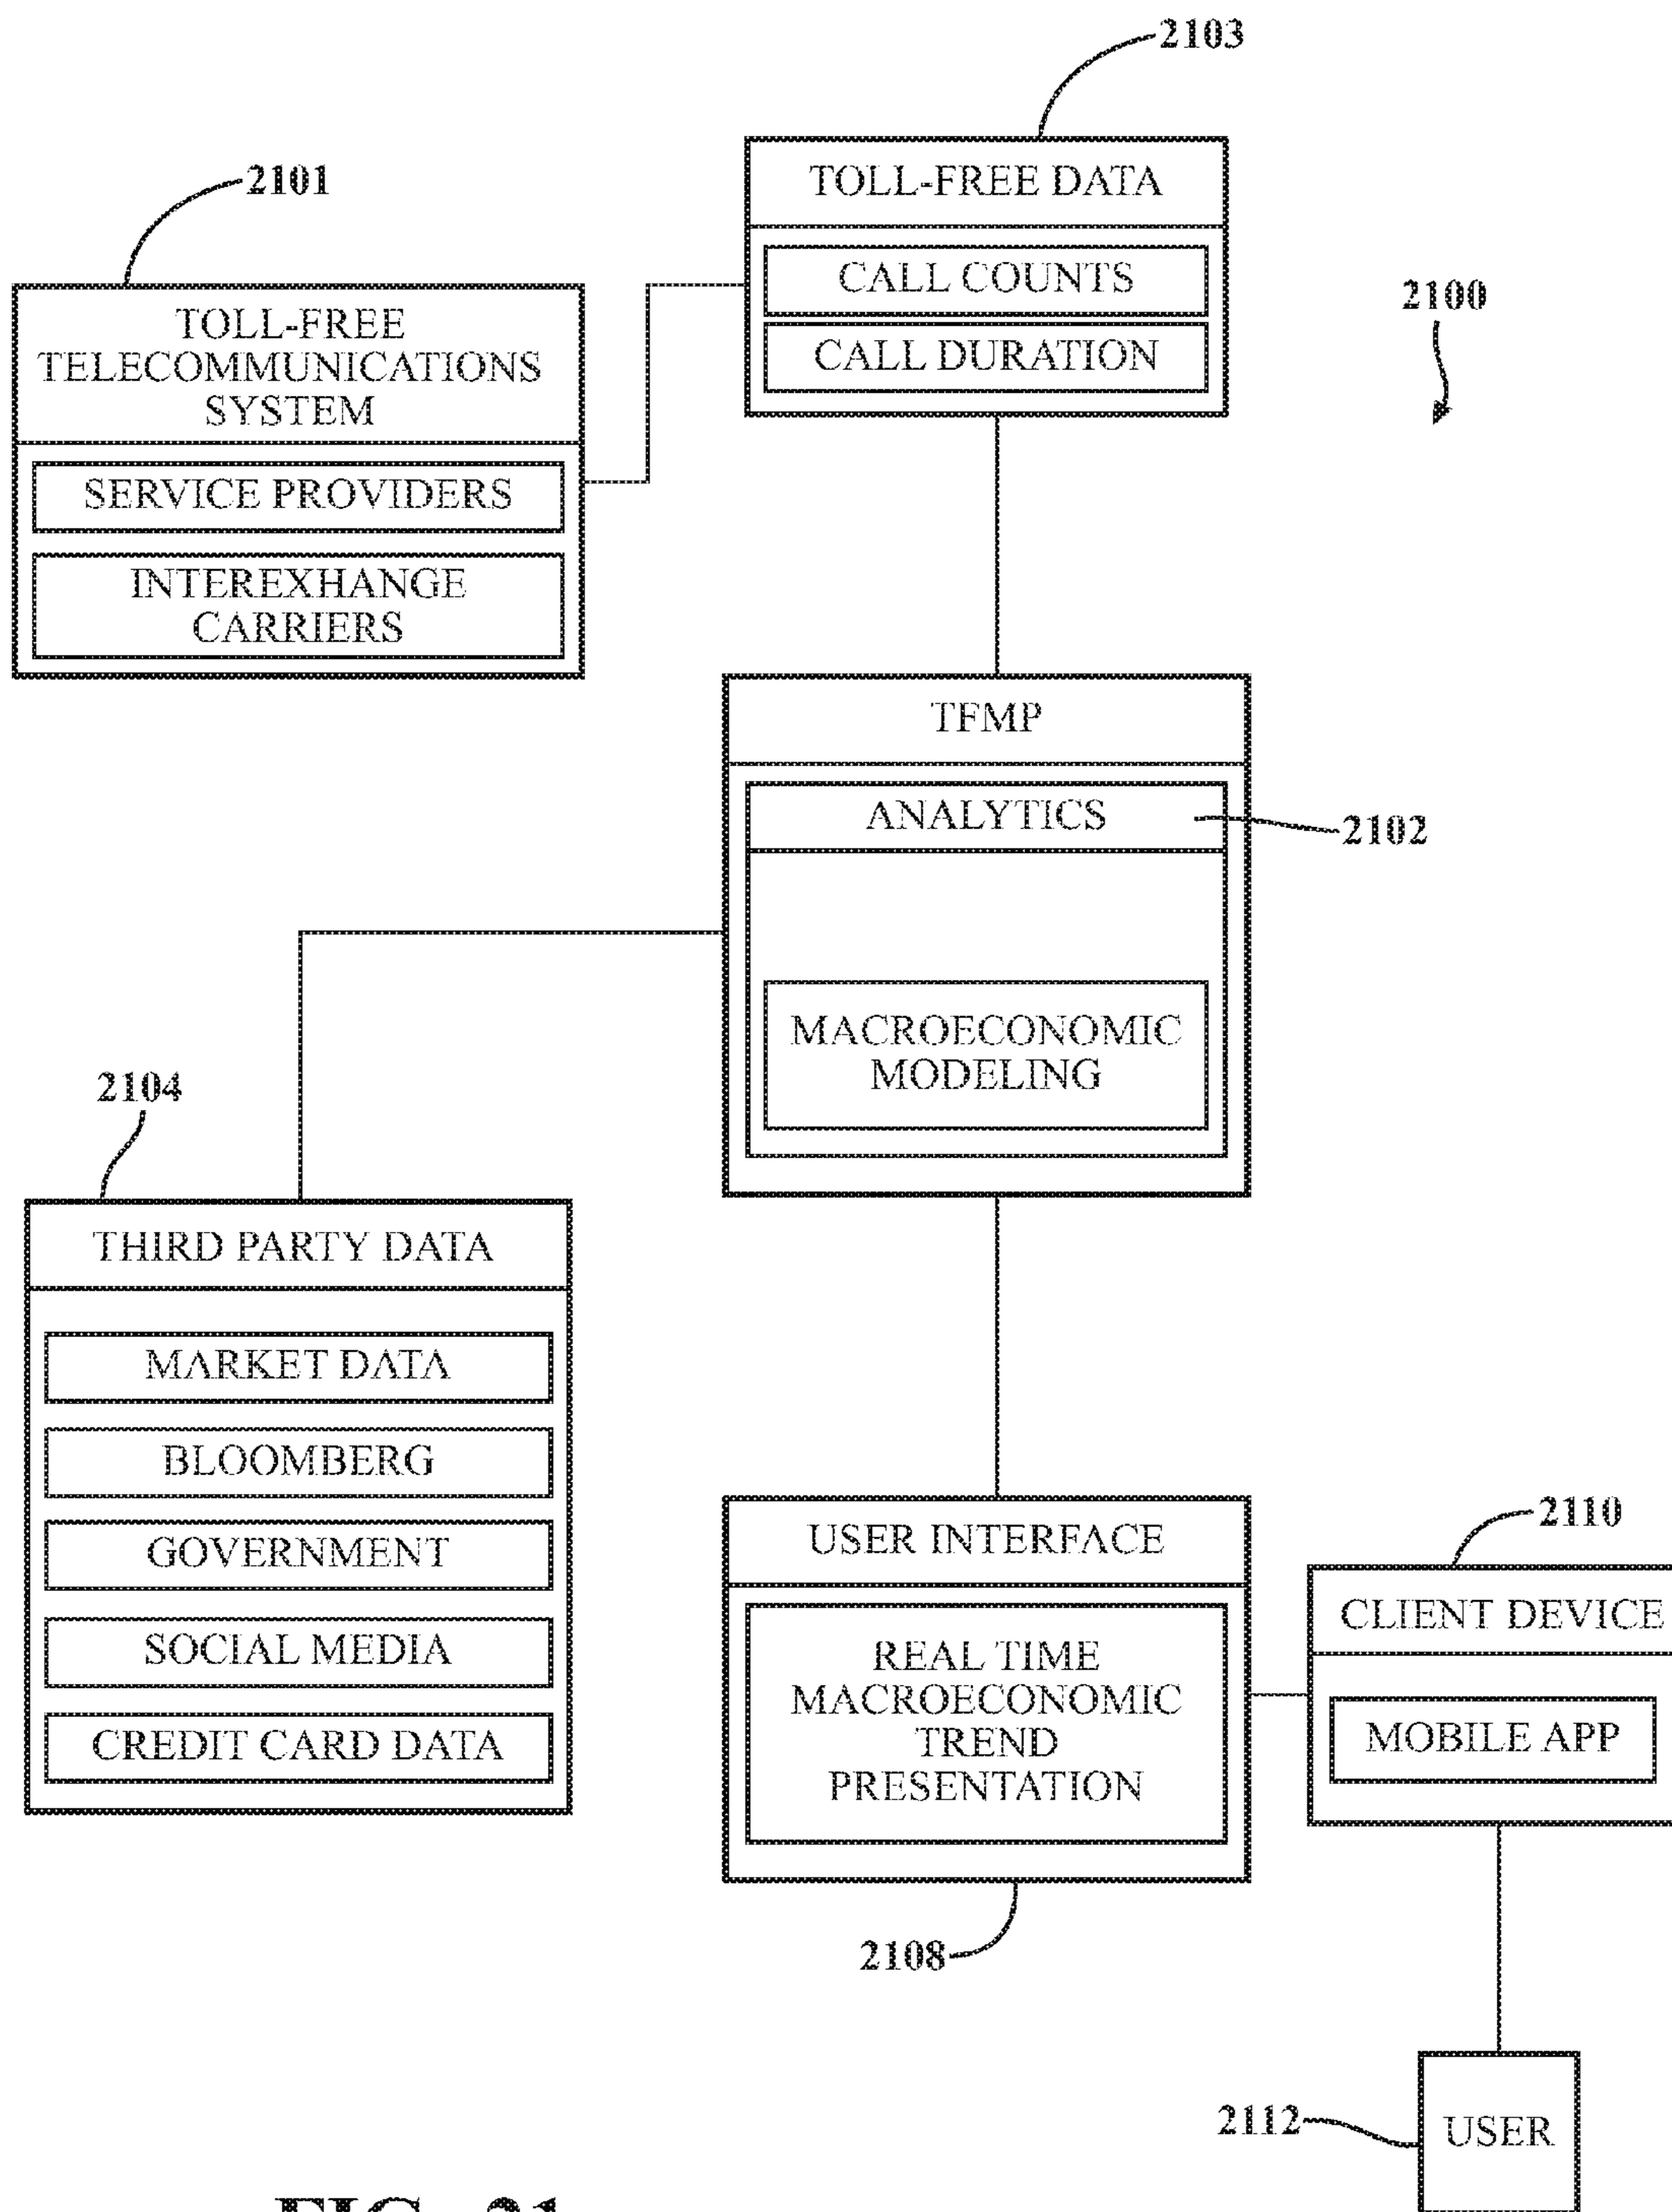 2103
2101
TOLL-FREE DATA
CALL COUNTS
CALL DURATION
2100
TOLL-FREE
TELECOMMUNICATIONS
SYSTEM
SERVICE PROVIDERS
INTEREXHANGE
CARRIERS
TFMP
ANALYTICS
2102
MACROECONOMIC
MODELING
2104
THIRD PARTY DATA
MARKET DATA
BLOOMBERG
GOVERNMENT
SOCIAL MEDIA
CREDIT CARD DATA
USER INTERFACE
REAL TIME
MACROECONOMIC
TREND
PRESENTATION
2108
2110
CLIENT DEVICE
MOBILE APP
2112
USER
FIG. 21